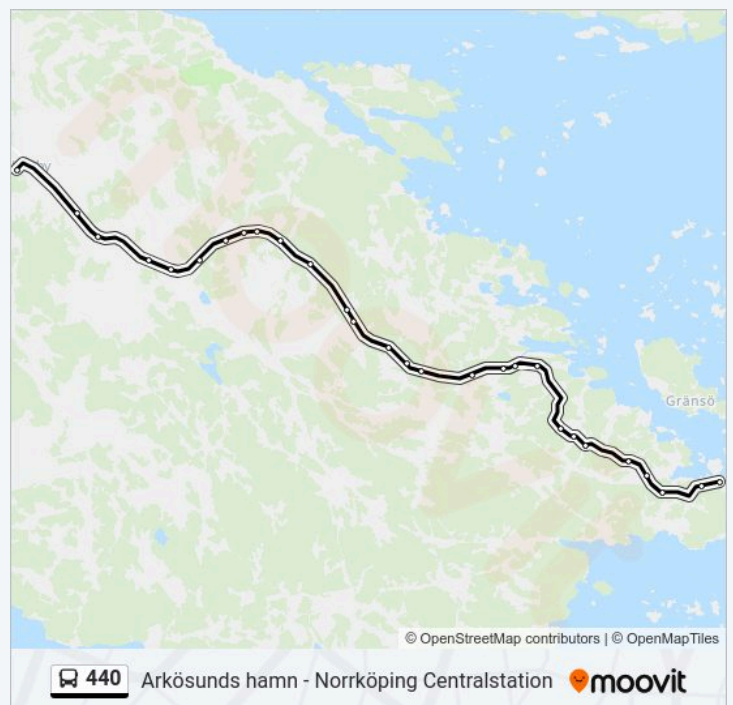 Gränsö
© OpenStreetMap contributors | © OpenMapTiles
440 Arkösunds hamn - Norrköping Centralstation moovit